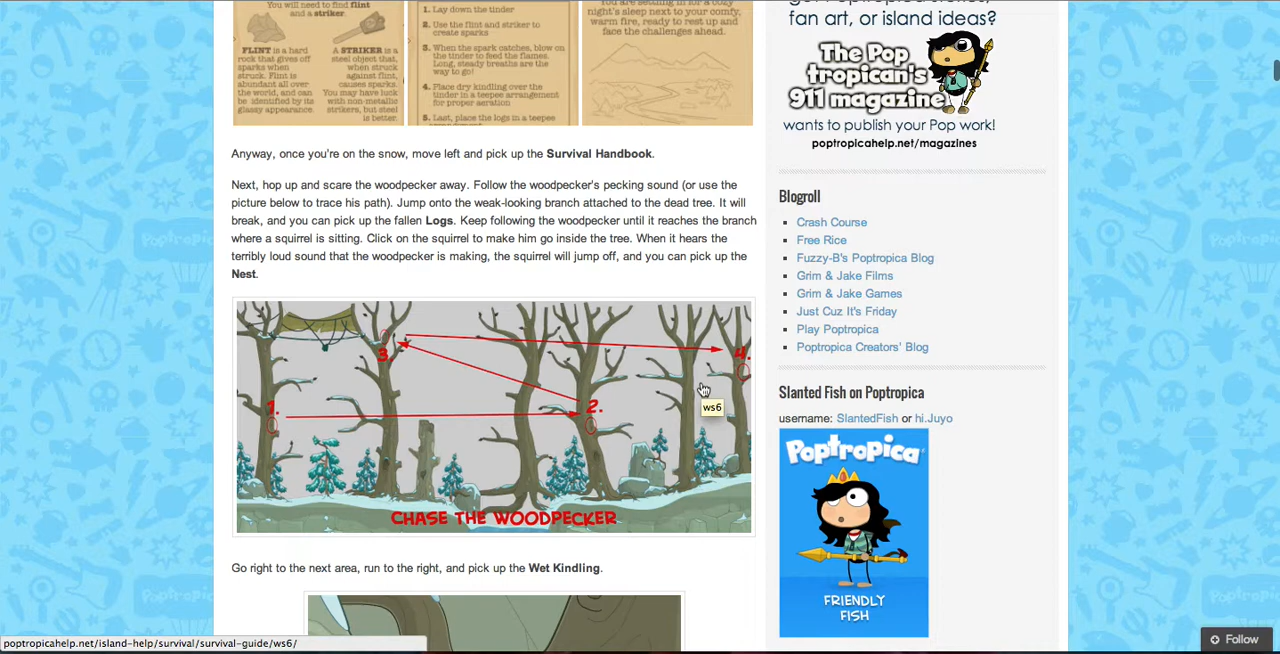 You will need to find flint
and a striker.
FLINT is a hard
rock that gives off
sparks when
struck. Flint is
abundant all over
the world, and can
be identified by its
glassy appearance.
A STRIKER is a
steel object that,
when struck
against flint,
causes sparks.
You may have luck
with non-metallic
strikers, but steel
is better.
1. Lay down the tinder
2. Use the flint and striker to
create sparks
3. When the spark catches, blow on
the tinder to feed the flames.
Long, steady breaths are the
way to go!
4. Place dry kindling over the
tinder in a teepee arrangement
for proper aeration
5. Last, place the logs in a teepee
You are settling in for a cozy
night's sleep next to your comfy,
warm fire, ready to rest up and
face the challenges ahead.
Anyway, once you're on the snow, move left and pick up the Survival Handbook.
Next, hop up and scare the woodpecker away. Follow the woodpecker's pecking sound (or use the
picture below to trace his path). Jump onto the weak-looking branch attached to the dead tree. It will
break, and you can pick up the fallen Logs. Keep following the woodpecker until it reaches the branch
where a squirrel is sitting. Click on the squirrel to make him go inside the tree. When it hears the
terribly loud sound that the woodpecker is making, the squirrel will jump off, and you can pick up the
Nest.
3.
4.
1.
2.
ws6
CHASE THE WOODPECKER
Go right to the next area, run to the right, and pick up the Wet Kindling.
poptropicahelp.net/island-help/survival/survival-guide/ws6/
fan art, or island ideas?
The Pop
tropican's
911 magazine
wants to publish your Pop work!
poptropicahelp.net/magazines
Blogroll
Crash Course
Free Rice
Fuzzy-B's Poptropica Blog
Grim & Jake Films
Grim & Jake Games
Just Cuz It's Friday
Play Poptropica
Poptropica Creators' Blog
Slanted Fish on Poptropica
username: SlantedFish or hi.Juyo
Poptropica
FRIENDLY
FISH
Follow